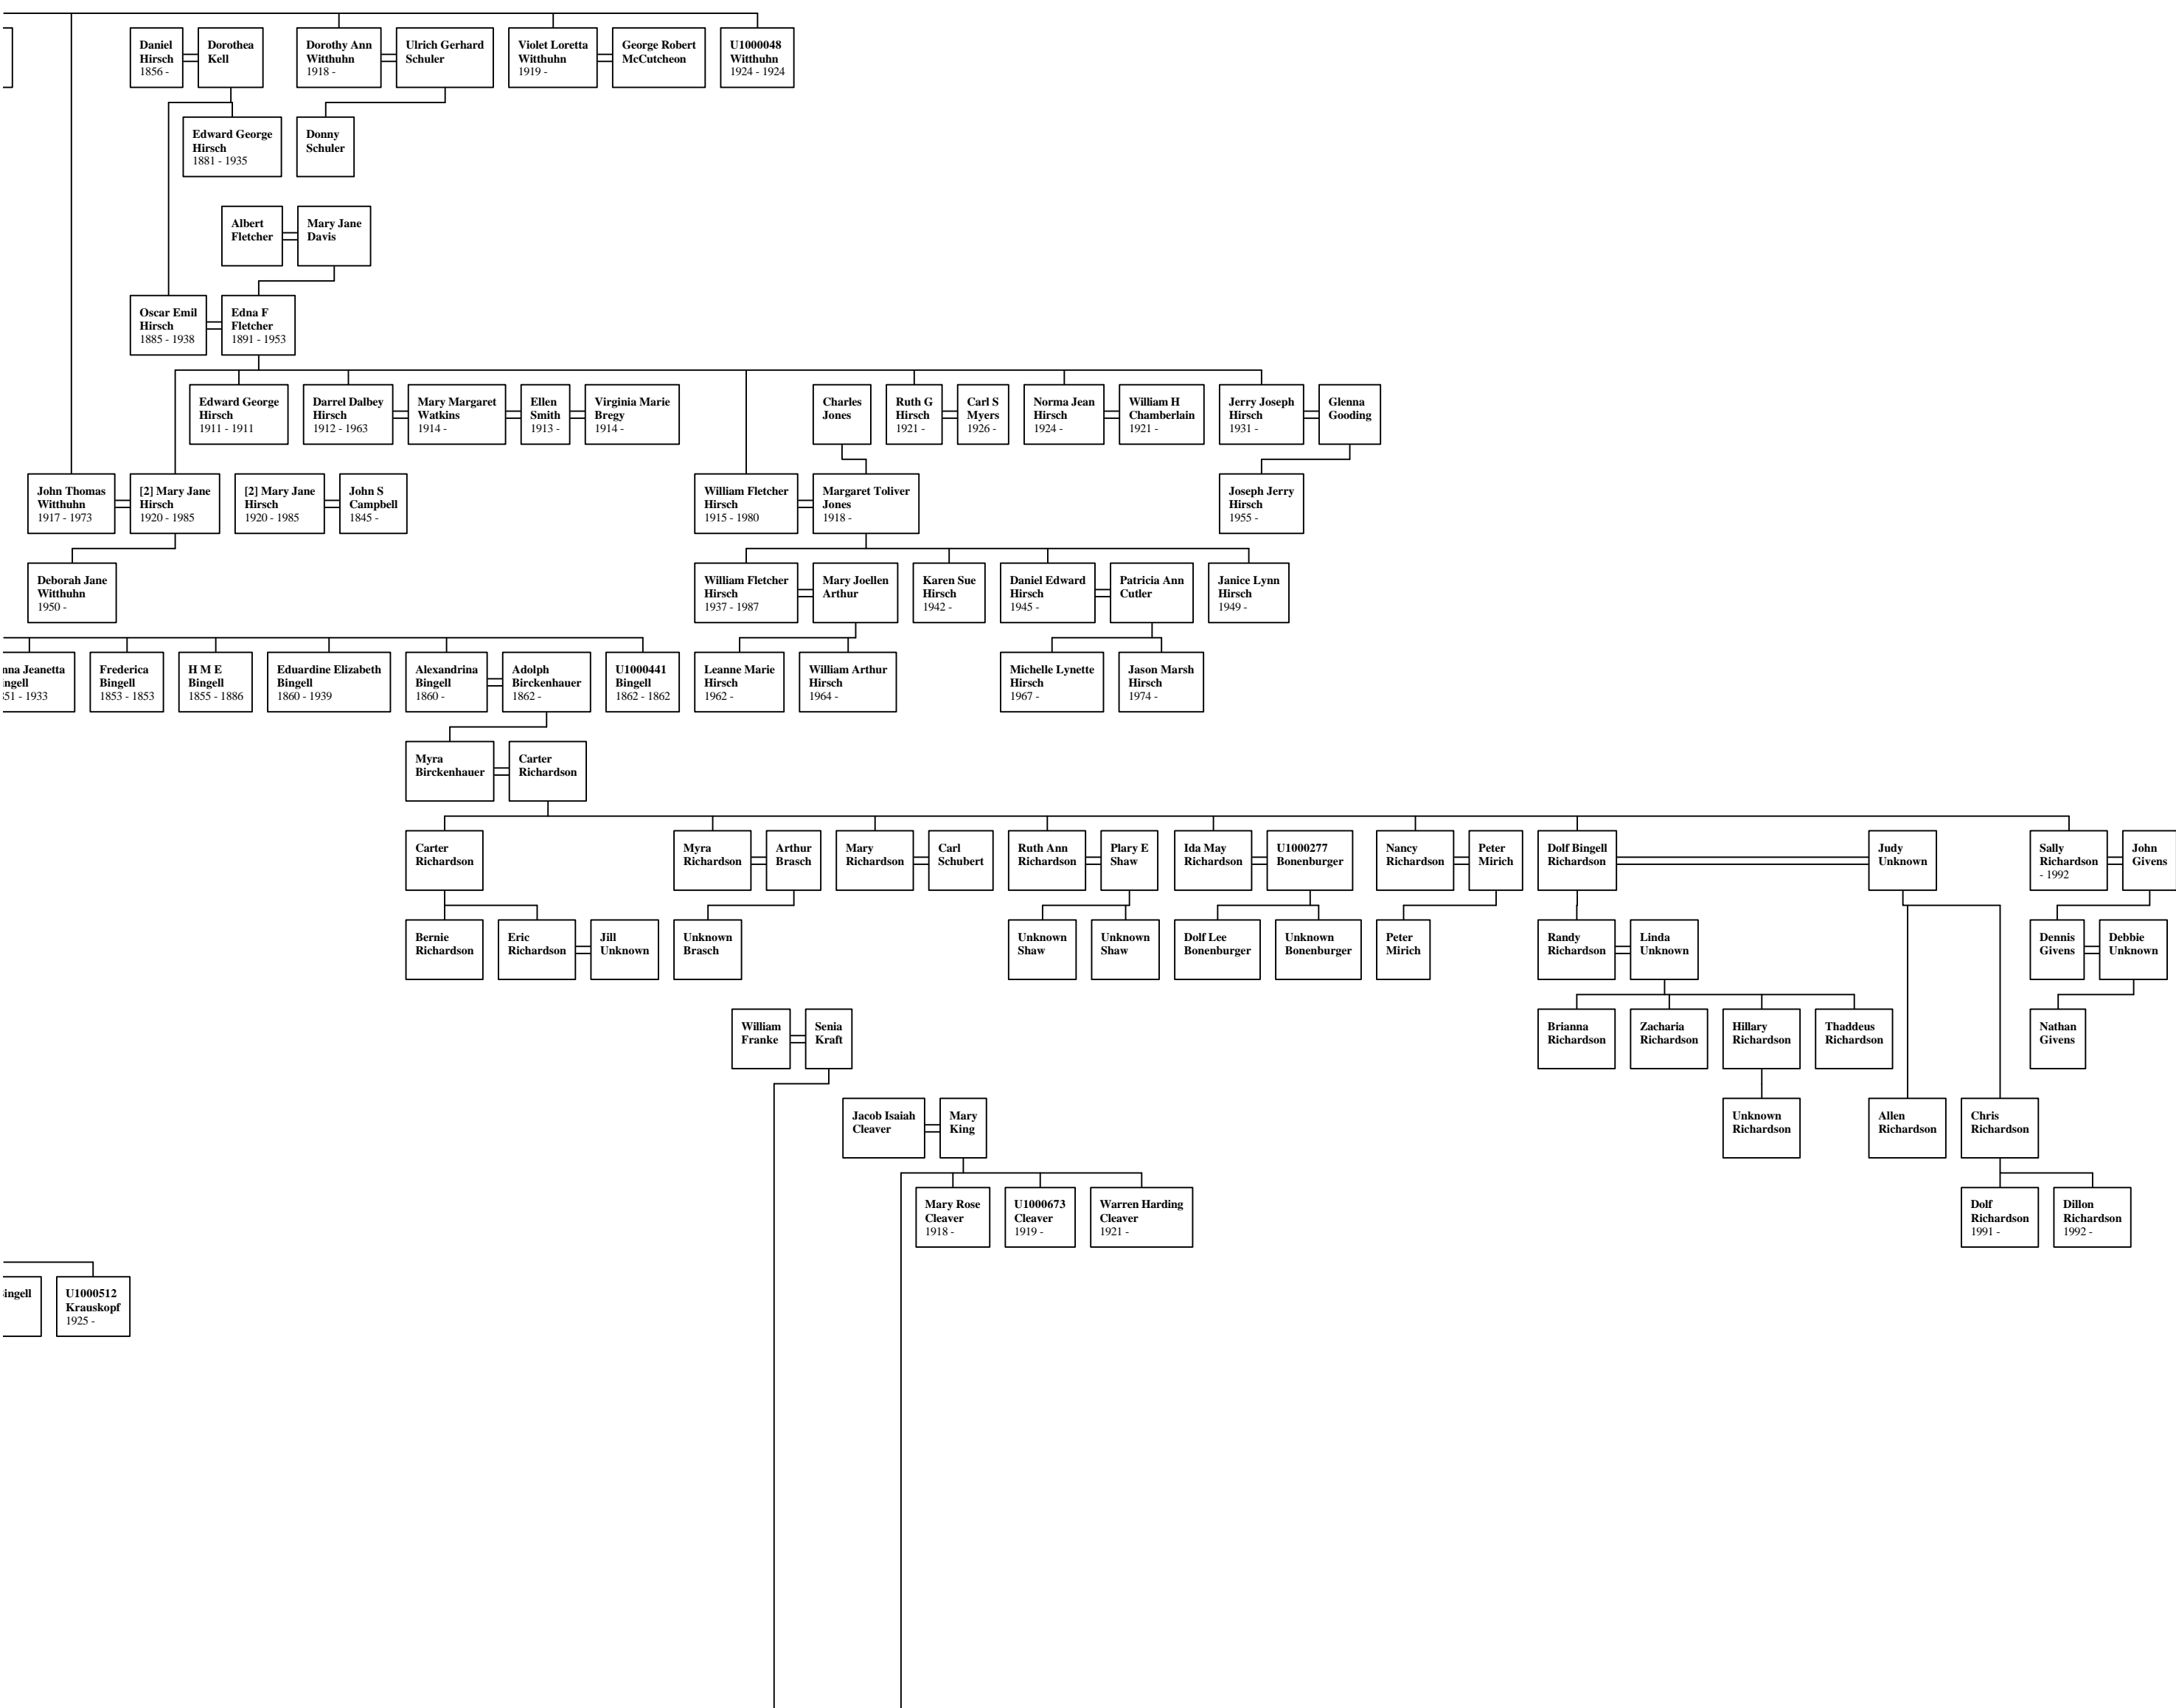 Daniel
Hirsch
1856 -
Dorothea
Kell
Dorothy Ann
Witthuhn
1918 -
Ulrich Gerhard
Schuler
Violet Loretta
Witthuhn
1919 -
George Robert
McCutcheon
U1000048
Witthuhn
1924 - 1924
Edward George
Hirsch
1881 - 1935
Donny
Schuler
Albert
Fletcher
Mary Jane
Davis
Oscar Emil
Hirsch
1885 - 1938
Edna F
Fletcher
1891 - 1953
Edward George
Hirsch
1911 - 1911
Darrel Dalbey
Hirsch
1912 - 1963
Mary Margaret
Watkins
1914 -
Ellen
Smith
1913 -
Virginia Marie
Bregy
1914 -
Charles
Jones
Ruth G
Hirsch
1921 -
Carl S
Myers
1926 -
Norma Jean
Hirsch
1924 -
William H
Chamberlain
1921 -
Jerry Joseph
Hirsch
1931 -
Glenna
Gooding
John Thomas
Witthuhn
1917 - 1973
[2] Mary Jane
Hirsch
1920 - 1985
[2] Mary Jane
Hirsch
1920 - 1985
John S
Campbell
1845 -
William Fletcher
Hirsch
1915 - 1980
Margaret Toliver
Jones
1918 -
Joseph Jerry
Hirsch
1955 -
Deborah Jane
Witthuhn
1950 -
William Fletcher
Hirsch
1937 - 1987
Mary Joellen
Arthur
Karen Sue
Hirsch
1942 -
Daniel Edward
Hirsch
1945 -
Patricia Ann
Cutler
Janice Lynn
Hirsch
1949 -
nna Jeanetta
ingell
51 - 1933
Frederica
Bingell
1853 - 1853
H M E
Bingell
1855 - 1886
Eduardine Elizabeth
Bingell
1860 - 1939
Alexandrina
Bingell
1860 -
Adolph
Birckenhauer
1862 -
U1000441
Bingell
1862 - 1862
Leanne Marie
Hirsch
1962 -
William Arthur
Hirsch
1964 -
Michelle Lynette
Hirsch
1967 -
Jason Marsh
Hirsch
1974 -
Myra
Birckenhauer
Carter
Richardson
Carter
Richardson
Myra
Richardson
Arthur
Brasch
Mary
Richardson
Carl
Schubert
Ruth Ann
Richardson
Plary E
Shaw
Ida May
Richardson
U1000277
Bonenburger
Nancy
Richardson
Peter
Mirich
Dolf Bingell
Richardson
Judy
Unknown
Sally
Richardson
- 1992
John
Givens
Bernie
Richardson
Eric
Richardson
Jill
Unknown
Unknown
Brasch
Unknown
Shaw
Unknown
Shaw
Dolf Lee
Bonenburger
Unknown
Bonenburger
Peter
Mirich
Randy
Richardson
Linda
Unknown
Dennis
Givens
Debbie
Unknown
William
Franke
Senia
Kraft
Brianna
Richardson
Zacharia
Richardson
Hillary
Richardson
Thaddeus
Richardson
Nathan
Givens
Jacob Isaiah
Cleaver
Mary
King
Unknown
Richardson
Allen
Richardson
Chris
Richardson
Mary Rose
Cleaver
1918 -
U1000673
Cleaver
1919 -
Warren Harding
Cleaver
1921 -
Dolf
Richardson
1991 -
Dillon
Richardson
1992 -
ingell
U1000512
Krauskopf
1925 -